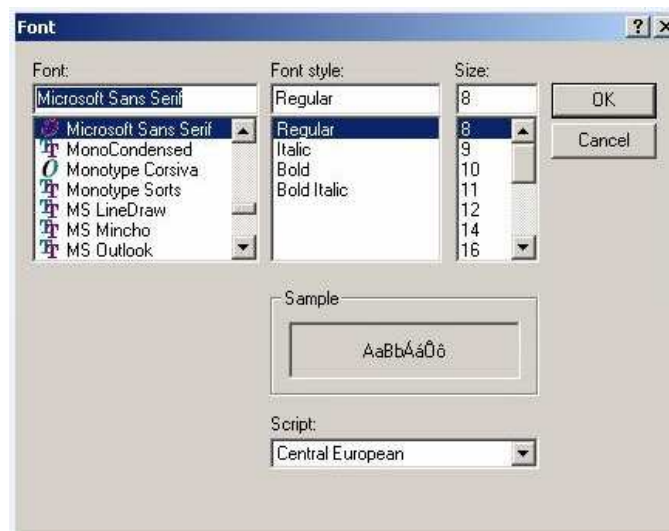 Font
Font:
Microsoft Sans Serif
Microsoft Sans Serif
MonoCondensed
Monotype Corsiva
Monotype Sorts
MS LineDraw
MS Mincho
MS Outlook
Font style:
Regular
Regular
Italic
Bold
Bold Italic
Size:
8
8
9
10
11
12
14
16
OK
Cancel
Sample
AaBbÁáÔô
Script:
Central European